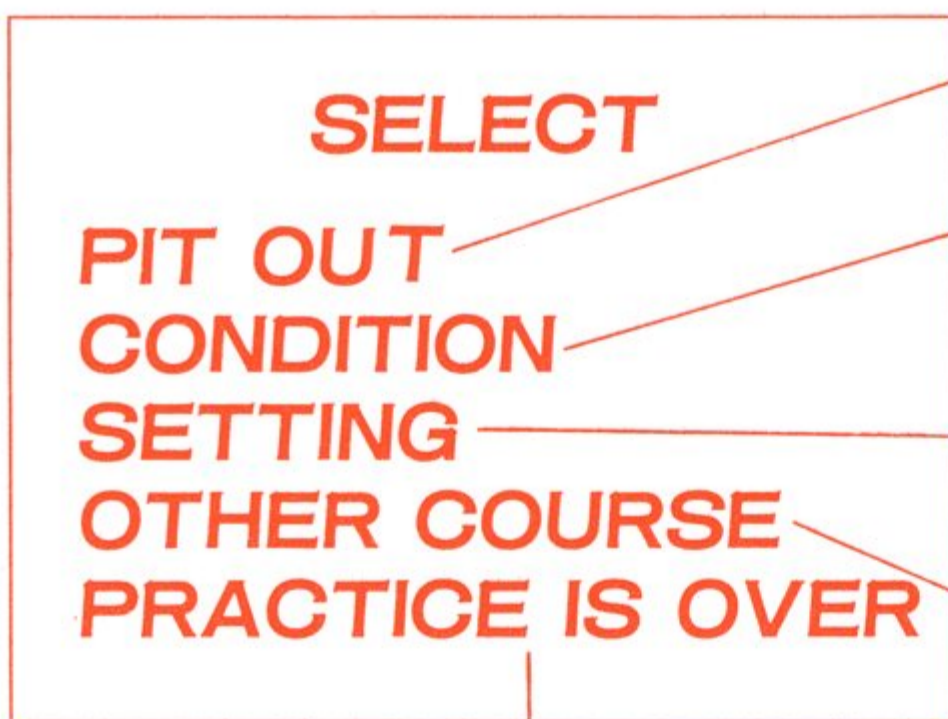 SELECT
PIT OUT
CONDITION
SETTING
OTHER COURSE
PRACTICE IS OVER